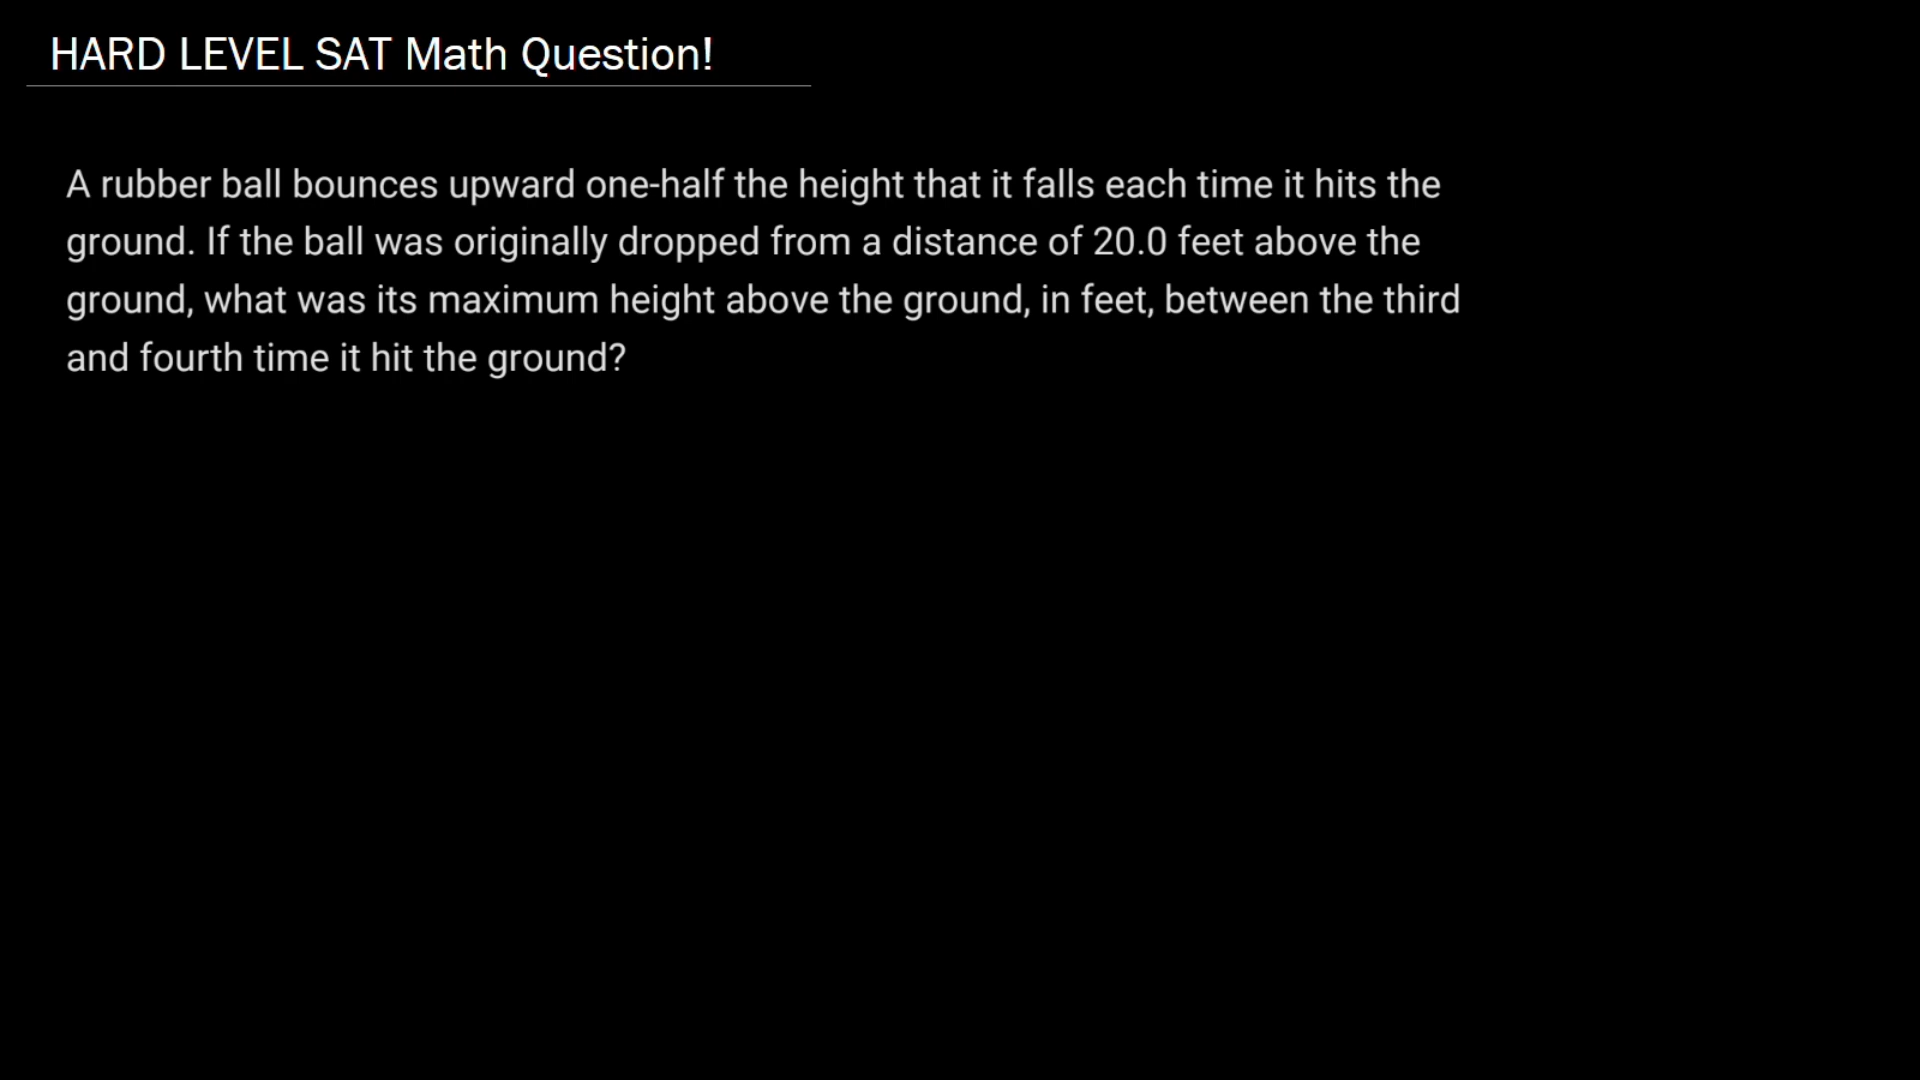 HARD LEVEL SAT Math Question!
A rubber ball bounces upward one-half the height that it falls each time it hits the
ground. If the ball was originally dropped from a distance of 20.0 feet above the
ground, what was its maximum height above the ground, in feet, between the third
and fourth time it hit the ground?